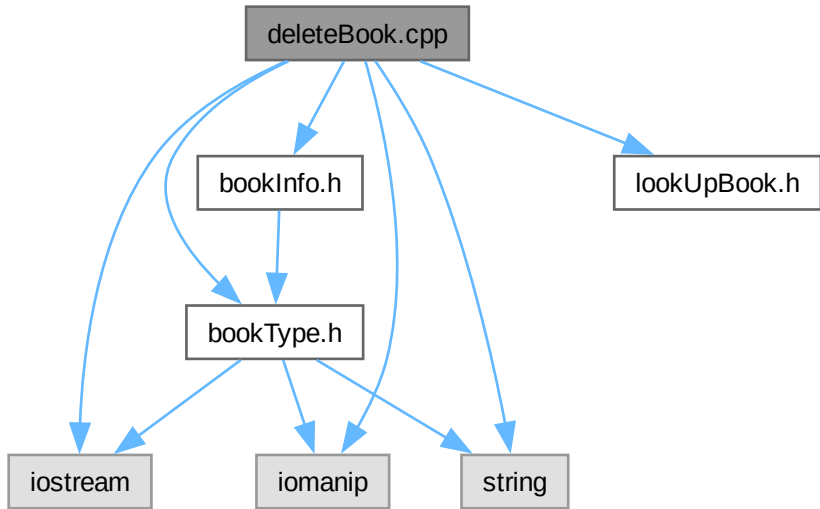 deleteBook.cpp
bookInfo.h
lookUpBook.h
bookType.h
iostream
iomanip
string